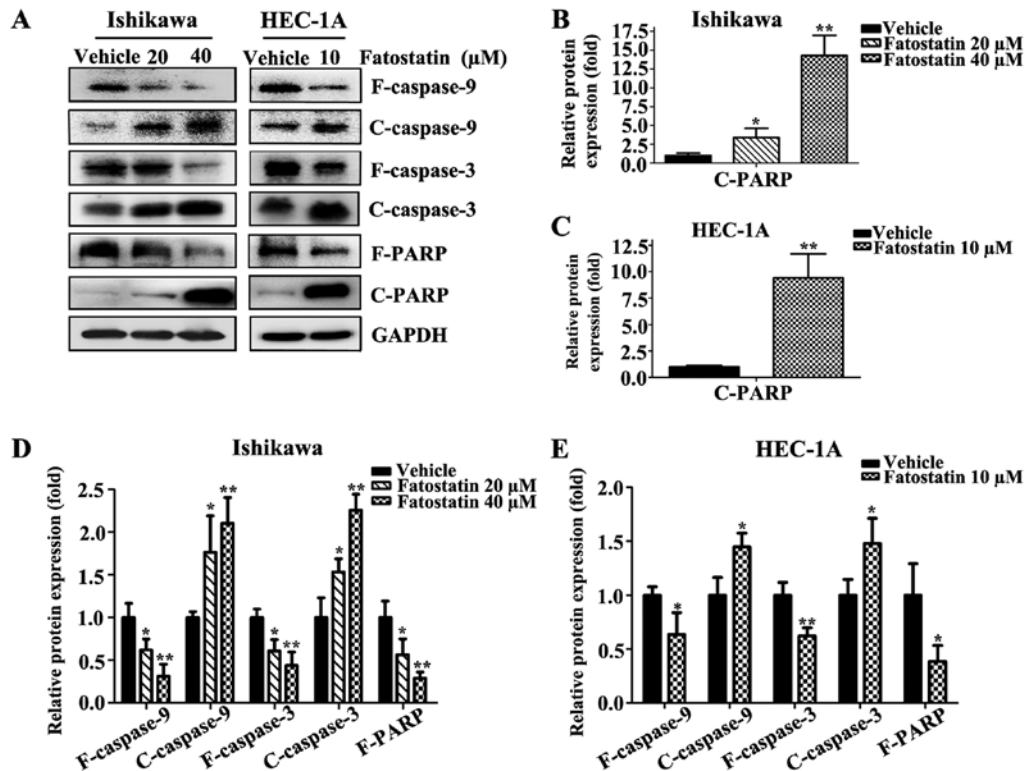 A
Ishikawa
HEC-1A
Vehicle 20 40
Vehicle 10 Fatostatin (µM)
F-caspase-9
C-caspase-9
F-caspase-3
C-caspase-3
F-PARP
C-PARP
GAPDH
B
Ishikawa
Relative protein
expression (fold)
17.5
15.0
12.5
10.0
7.5
5.0
2.5
0.0
*
**
Vehicle
Fatostatin 20 µM
Fatostatin 40 µM
C-PARP
C
HEC-1A
Relative protein
expression (fold)
12.5
10.0
7.5
5.0
2.5
0.0
**
Vehicle
Fatostatin 10 µM
C-PARP
D
Ishikawa
Vehicle
Fatostatin 20 µM
Fatostatin 40 µM
Relative protein expression (fold)
2.5
2.0
1.5
1.0
0.5
0.0
* ** * ** * ** * ** * **
F-caspase-9
C-caspase-9
F-caspase-3
C-caspase-3
F-PARP
E
HEC-1A
Vehicle
Fatostatin 10 µM
Relative protein expression (fold)
2.0
1.5
1.0
0.5
0.0
* * ** * *
F-caspase-9
C-caspase-9
F-caspase-3
C-caspase-3
F-PARP